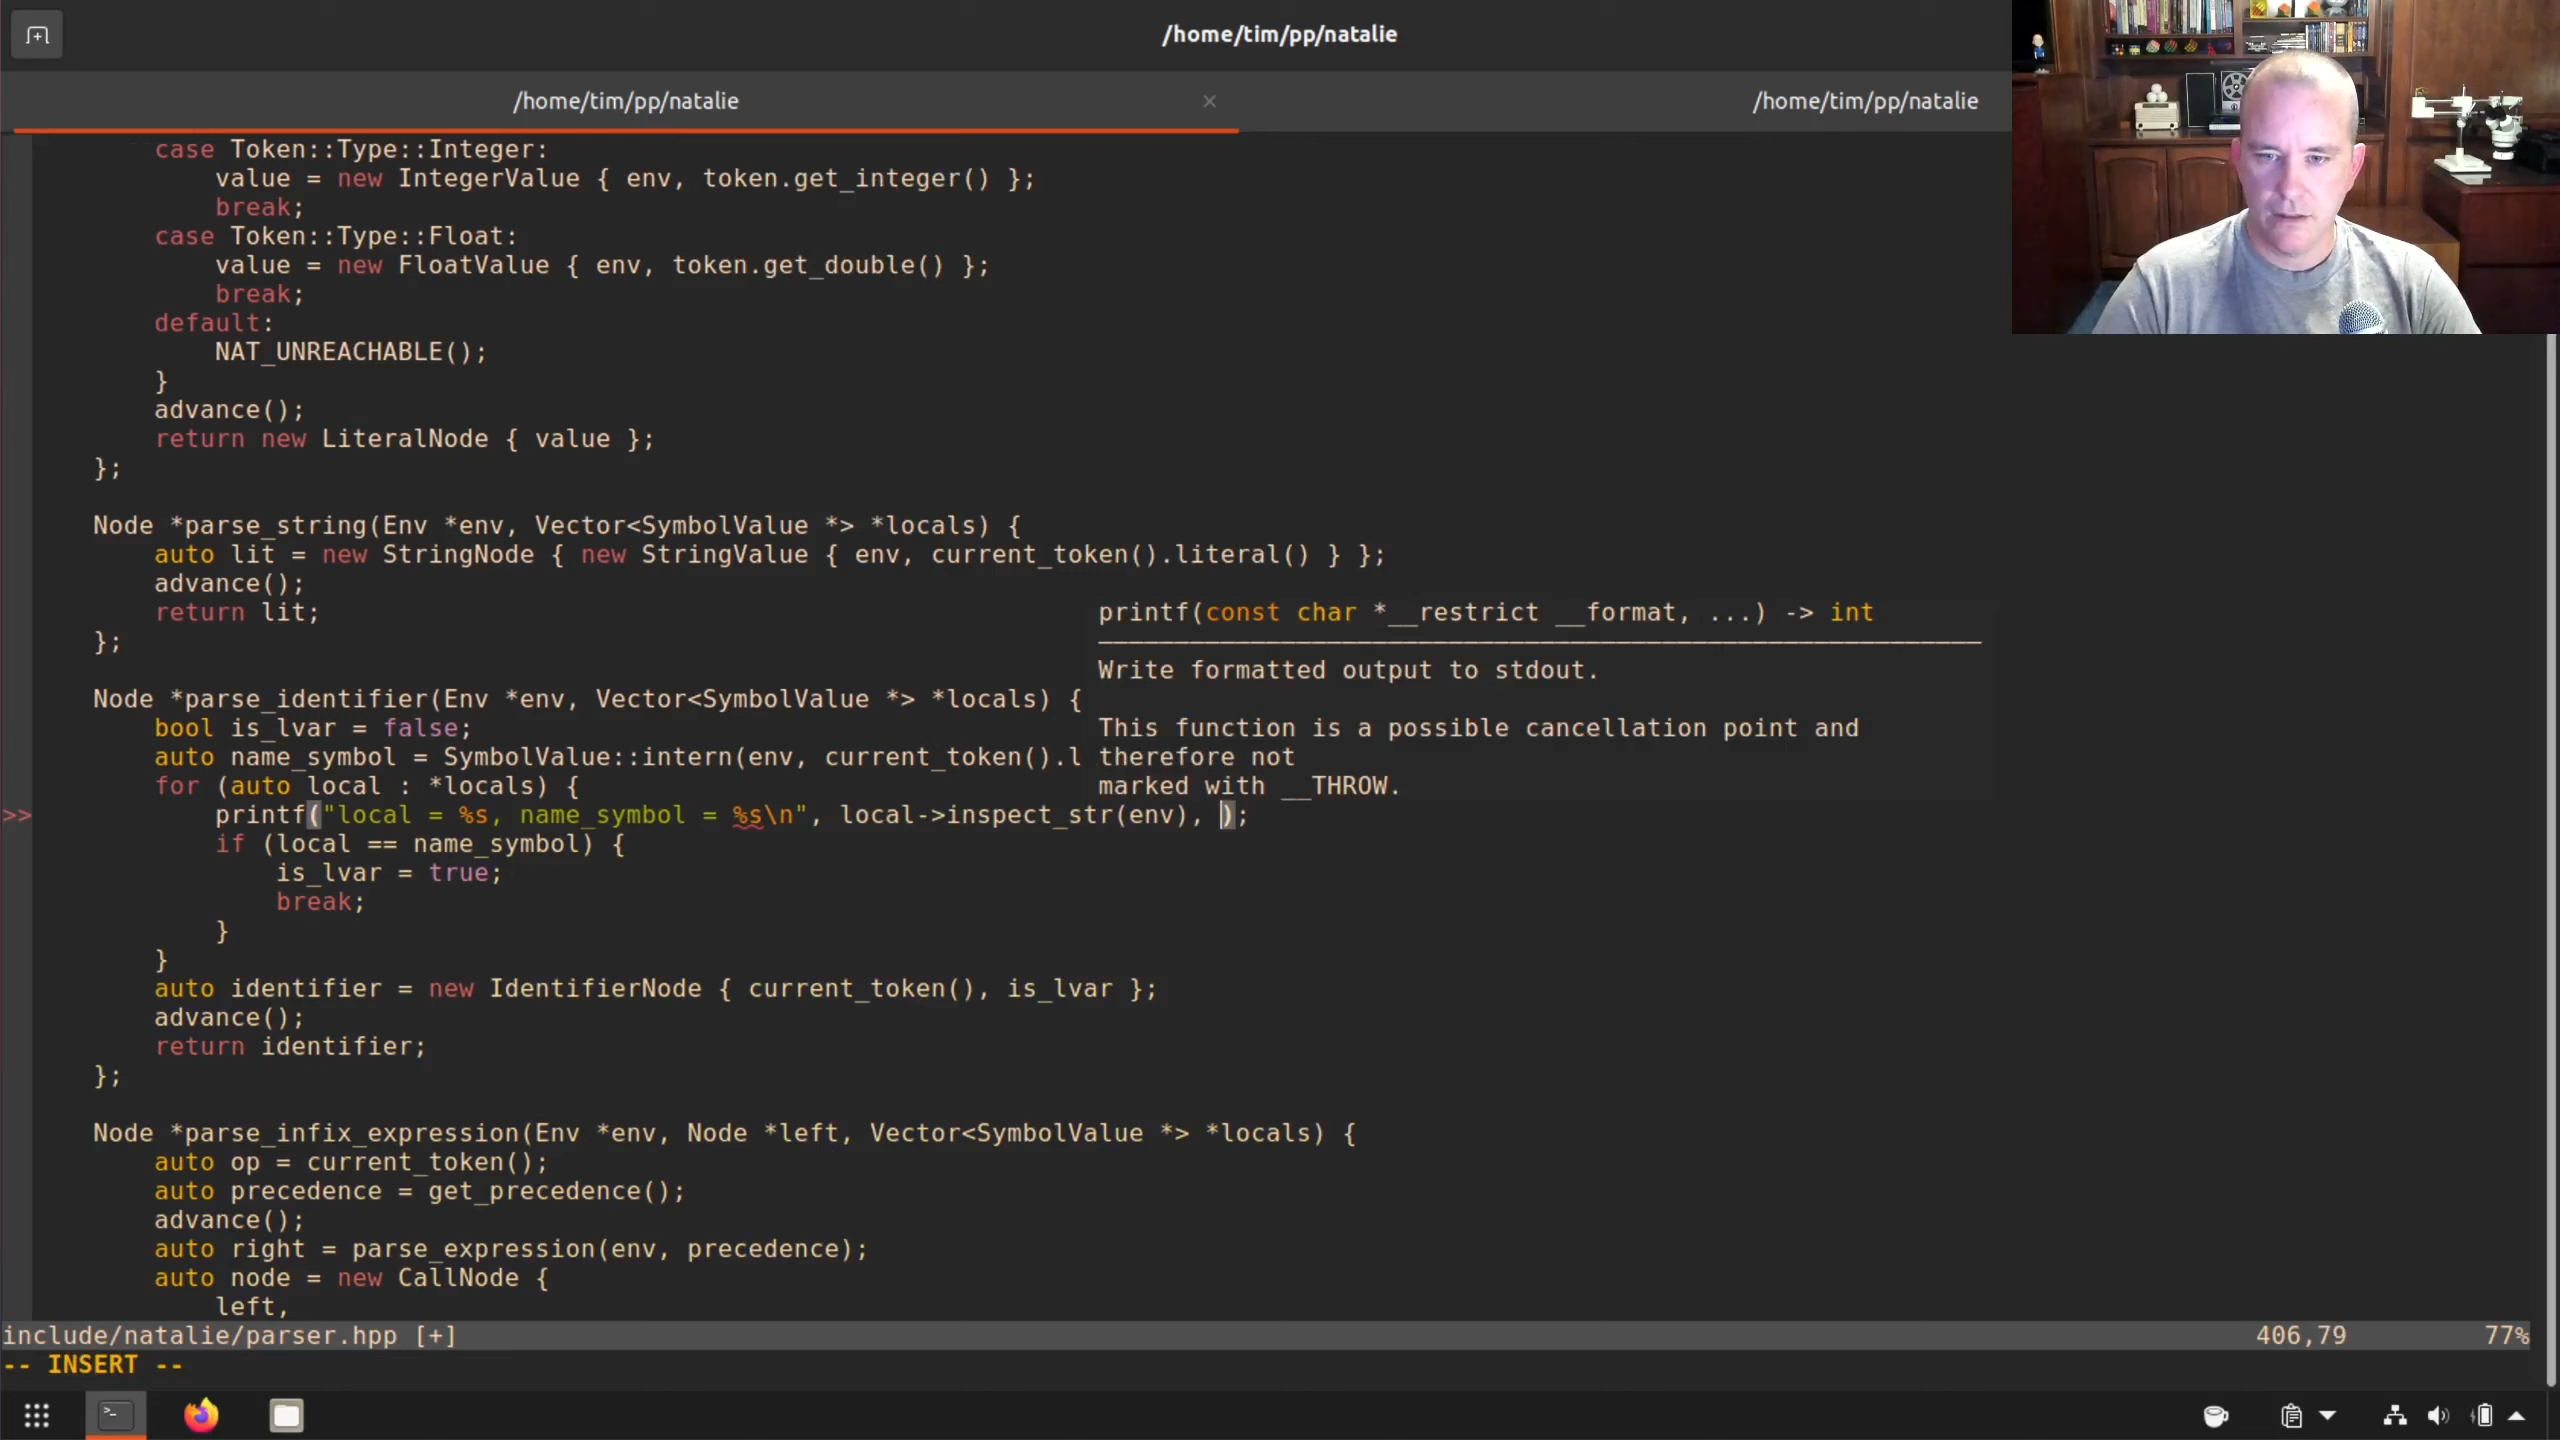 /home/tim/pp/natalie
/home/tim/pp/natalie × /home/tim/pp/natalie
case Token::Type::Integer:
value = new IntegerValue { env, token.get_integer() };
break;
case Token::Type::Float:
value = new FloatValue { env, token.get_double() };
break;
default:
NAT_UNREACHABLE();
}
advance();
return new LiteralNode { value };
};
Node *parse_string(Env *env, Vector<SymbolValue *> *locals) {
auto lit = new StringNode { new StringValue { env, current_token().literal() } };
advance();
return lit;
};
printf(const char *__restrict __format, ...) -> int
Write formatted output to stdout.
This function is a possible cancellation point and
therefore not
marked with __THROW.
Node *parse_identifier(Env *env, Vector<SymbolValue *> *locals) {
bool is_lvar = false;
auto name_symbol = SymbolValue::intern(env, current_token().l
for (auto local : *locals) {
>> printf("local = %s, name_symbol = %s\n", local->inspect_str(env), );
if (local == name_symbol) {
is_lvar = true;
break;
}
}
auto identifier = new IdentifierNode { current_token(), is_lvar };
advance();
return identifier;
};
Node *parse_infix_expression(Env *env, Node *left, Vector<SymbolValue *> *locals) {
auto op = current_token();
auto precedence = get_precedence();
advance();
auto right = parse_expression(env, precedence);
auto node = new CallNode {
left,
include/natalie/parser.hpp [+] 406,79 77%
-- INSERT --